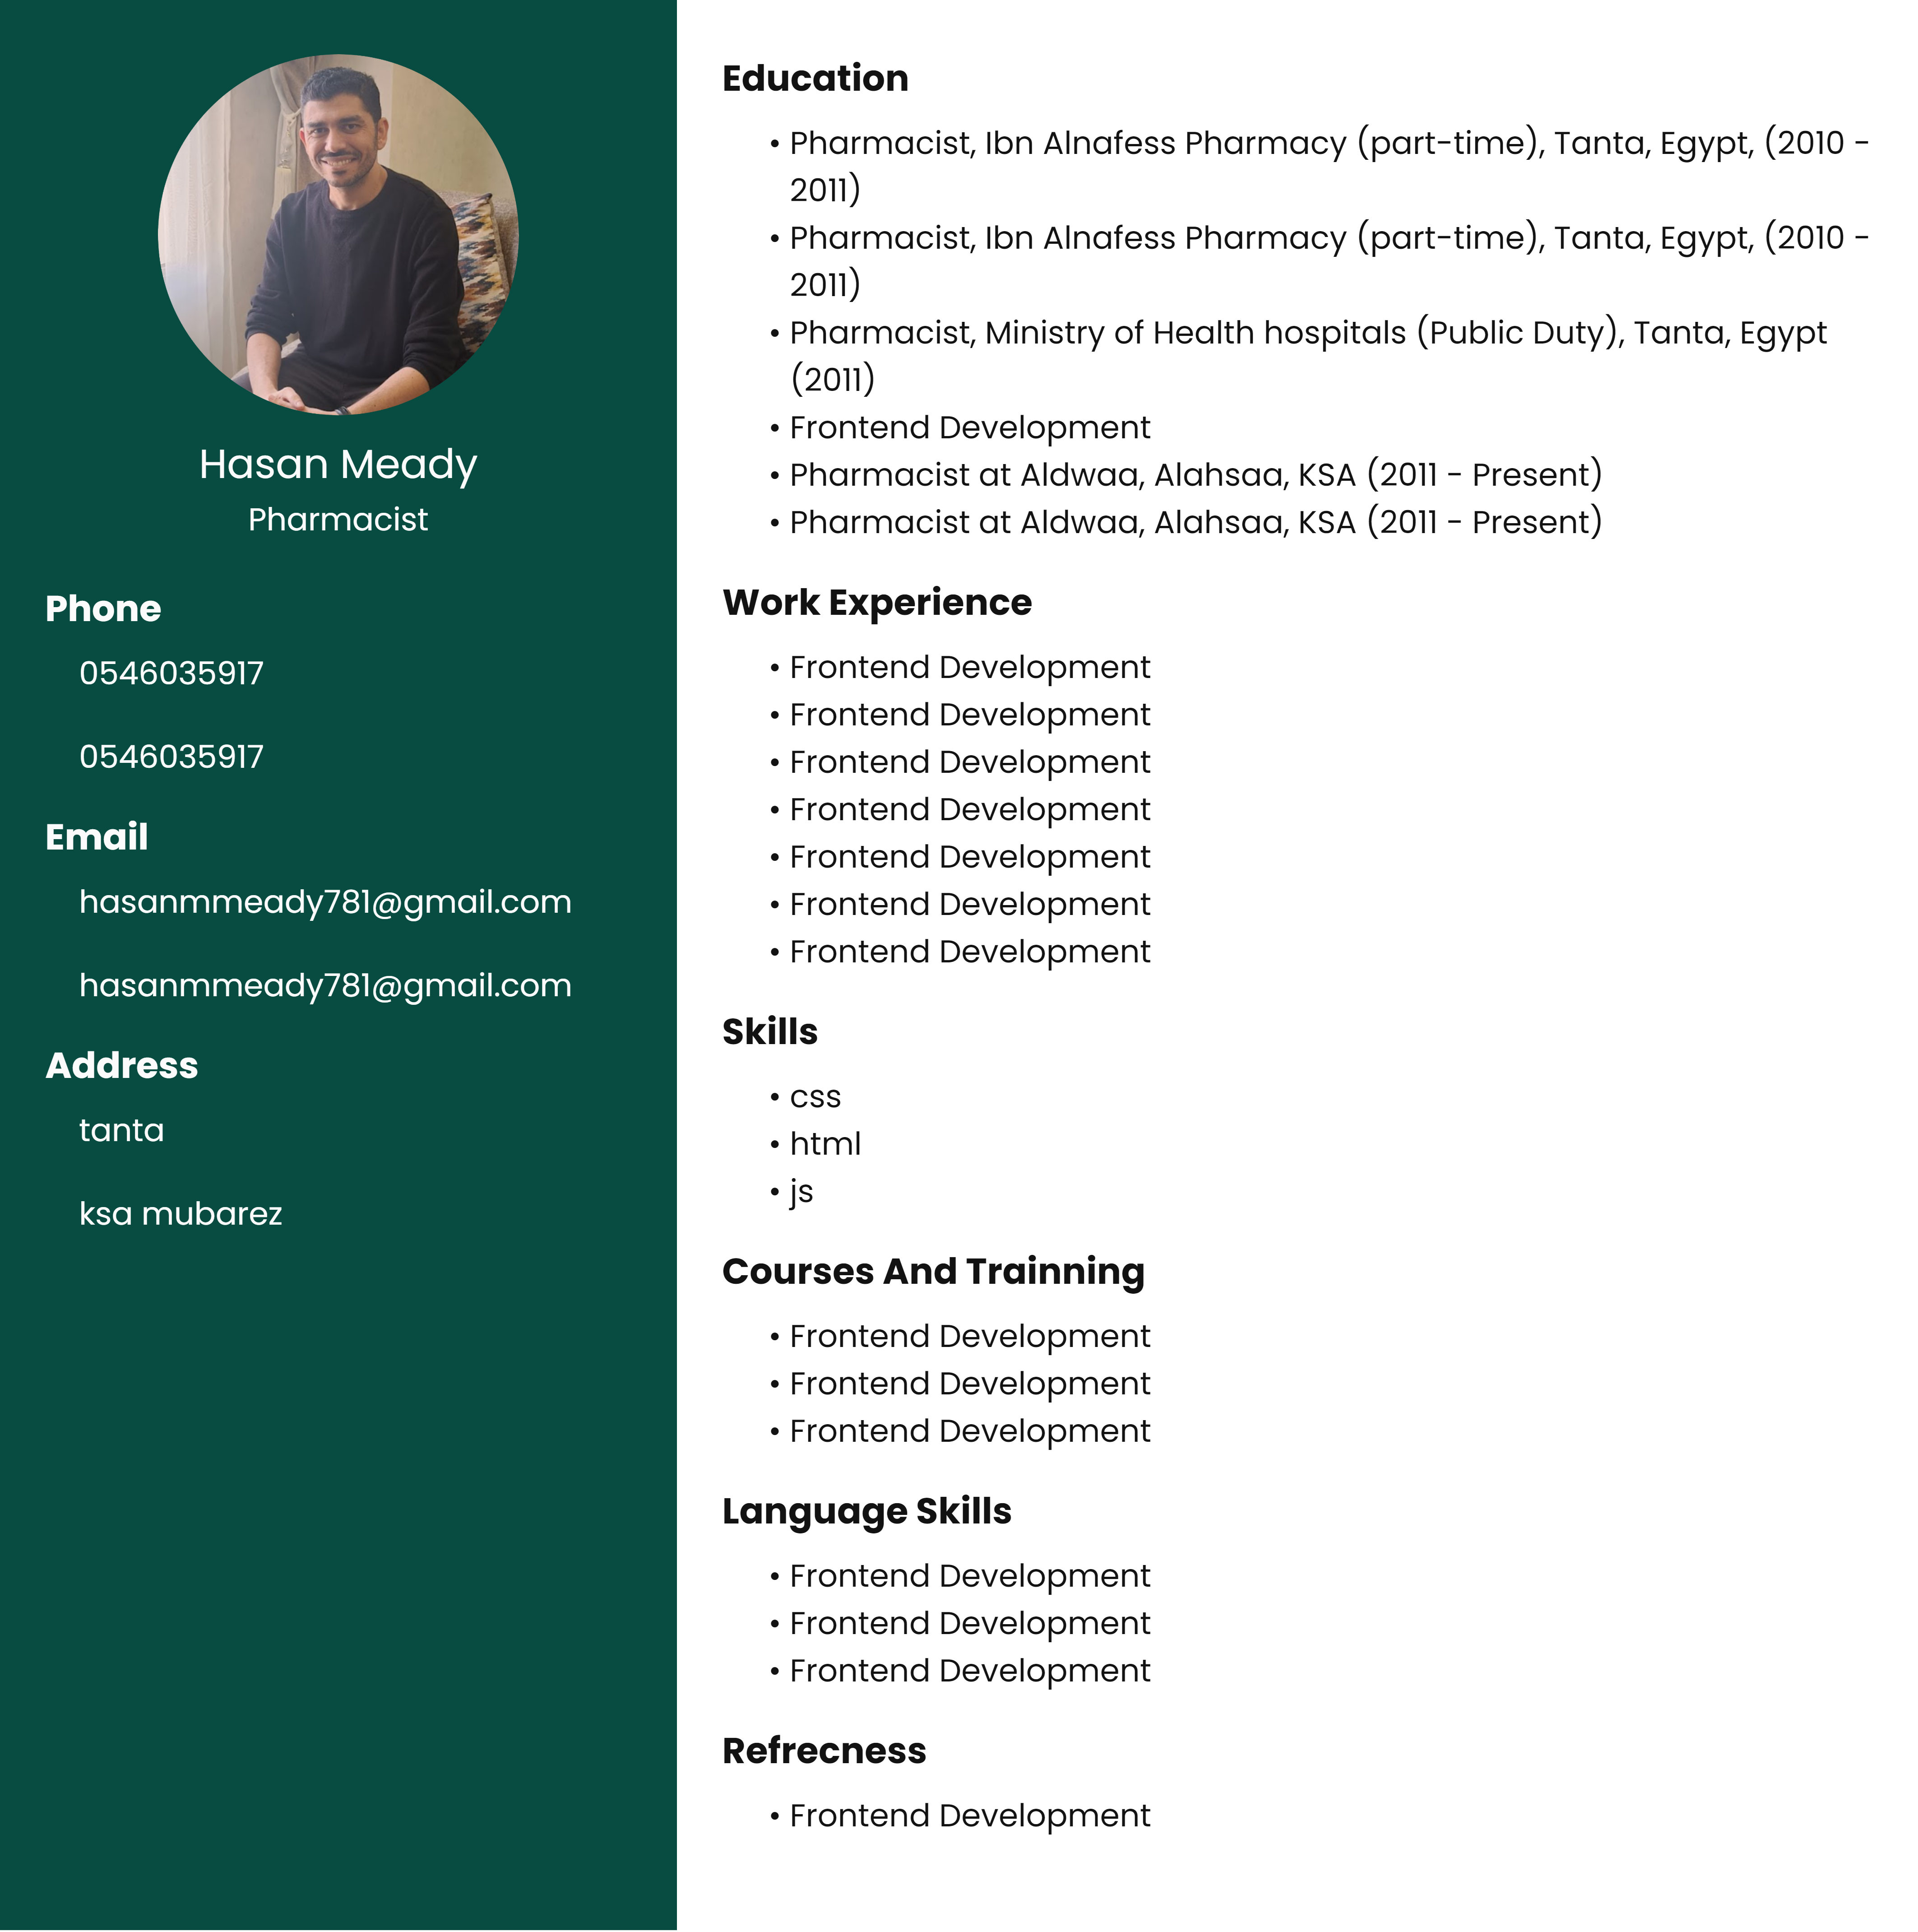 Hasan Meady
Pharmacist
Phone
0546035917
0546035917
Email
hasanmmeady781@gmail.com
hasanmmeady781@gmail.com
Address
tanta
ksa mubarez
Education
• Pharmacist, Ibn Alnafess Pharmacy (part-time), Tanta, Egypt, (2010 -
2011)
• Pharmacist, Ibn Alnafess Pharmacy (part-time), Tanta, Egypt, (2010 -
2011)
• Pharmacist, Ministry of Health hospitals (Public Duty), Tanta, Egypt
(2011)
• Frontend Development
• Pharmacist at Aldwaa, Alahsaa, KSA (2011 - Present)
• Pharmacist at Aldwaa, Alahsaa, KSA (2011 - Present)
Work Experience
• Frontend Development
• Frontend Development
• Frontend Development
• Frontend Development
• Frontend Development
• Frontend Development
• Frontend Development
Skills
• css
• html
• js
Courses And Trainning
• Frontend Development
• Frontend Development
• Frontend Development
Language Skills
• Frontend Development
• Frontend Development
• Frontend Development
Refrecness
• Frontend Development